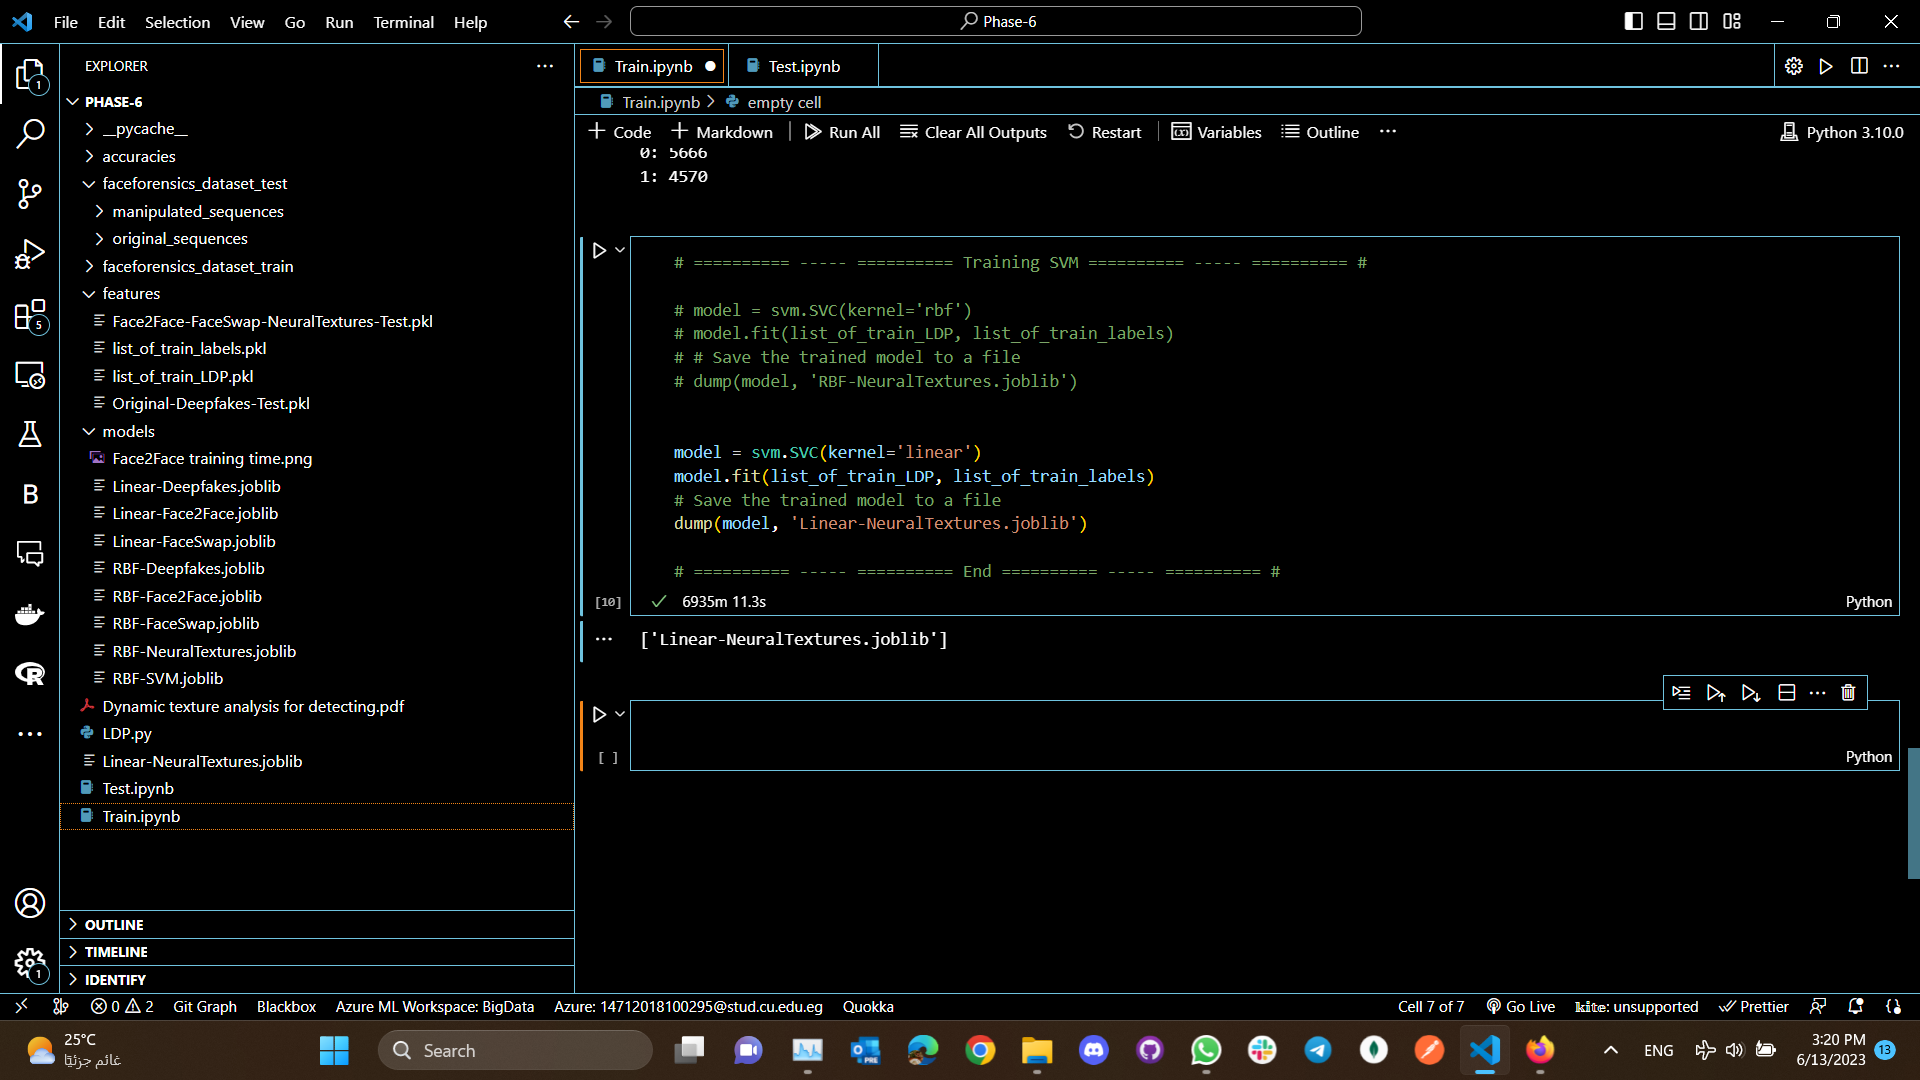 File Edit Selection View Go Run Terminal Help
Phase-6
EXPLORER
PHASE-6
__pycache__
accuracies
faceforensics_dataset_test
manipulated_sequences
original_sequences
faceforensics_dataset_train
features
Face2Face-FaceSwap-NeuralTextures-Test.pkl
list_of_train_labels.pkl
list_of_train_LDP.pkl
Original-Deepfakes-Test.pkl
models
Face2Face training time.png
Linear-Deepfakes.joblib
Linear-Face2Face.joblib
Linear-FaceSwap.joblib
RBF-Deepfakes.joblib
RBF-Face2Face.joblib
RBF-FaceSwap.joblib
RBF-NeuralTextures.joblib
RBF-SVM.joblib
Dynamic texture analysis for detecting.pdf
LDP.py
Linear-NeuralTextures.joblib
Test.ipynb
Train.ipynb
OUTLINE
TIMELINE
IDENTIFY
1
5
B
1
Train.ipynb Test.ipynb
Train.ipynb > empty cell
+ Code + Markdown Run All Clear All Outputs Restart Variables Outline ... Python 3.10.0
0: 5666
1: 4570
# ========== ----- ========== Training SVM ========== ----- ========== #
# model = svm.SVC(kernel='rbf')
# model.fit(list_of_train_LDP, list_of_train_labels)
# # Save the trained model to a file
# dump(model, 'RBF-NeuralTextures.joblib')
model = svm.SVC(kernel='linear')
model.fit(list_of_train_LDP, list_of_train_labels)
# Save the trained model to a file
dump(model, 'Linear-NeuralTextures.joblib')
# ========== ----- ========== End ========== ----- ========== #
[10] 6935m 11.3s Python
['Linear-NeuralTextures.joblib']
[ ] Python
0 2 Git Graph Blackbox Azure ML Workspace: BigData Azure: 14712018100295@stud.cu.edu.eg Quokka Cell 7 of 7 Go Live kite: unsupported Prettier
25°C
غائم جزئيًا
Search
PRE
ENG
3:20 PM
6/13/2023
13